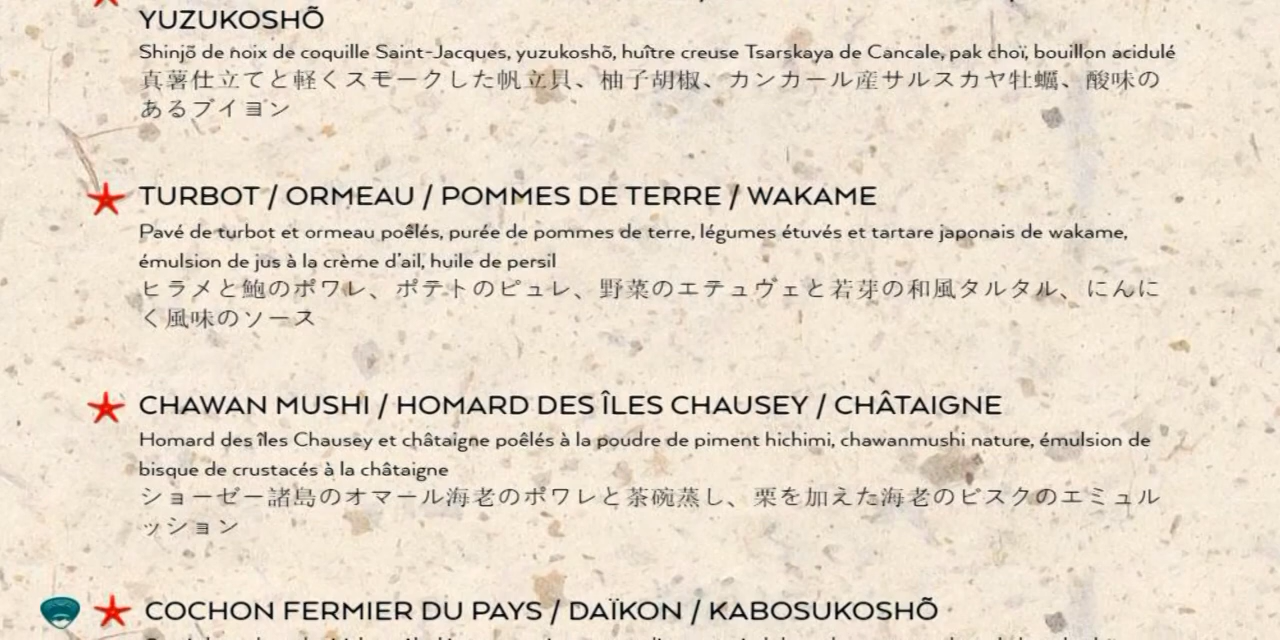 YUZUKOSHÕ
Shinjõ de noix de coquille Saint-Jacques, yuzukoshõ, huître creuse Tsarskaya de Cancale, pak choï, bouillon acidulé
真薯仕立てと軽くスモークした帆立貝、柚子胡椒、カンカール産サルスカヤ牡蠣、酸味の
あるブイヨン
TURBOT / ORMEAU / POMMES DE TERRE / WAKAME
Pavé de turbot et ormeau poêlés, purée de pommes de terre, légumes étuvés et tartare japonais de wakame,
émulsion de jus à la crème d'ail, huile de persil
ヒラメと鮑のポワレ、ポテトのピュレ、野菜のエテュヴェと若芽の和風タルタル、にんに
く風味のソース
CHAWAN MUSHI / HOMARD DES ÎLES CHAUSEY / CHÂTAIGNE
Homard des îles Chausey et châtaigne poêlés à la poudre de piment hichimi, chawanmushi nature, émulsion de
bisque de crustacés à la châtaigne
ショーゼー諸島のオマール海老のポワレと茶碗蒸し、栗を加えた海老のビスクのエミュル
ッション
COCHON FERMIER DU PAYS / DAÏKON / KABOSUKOSHÕ